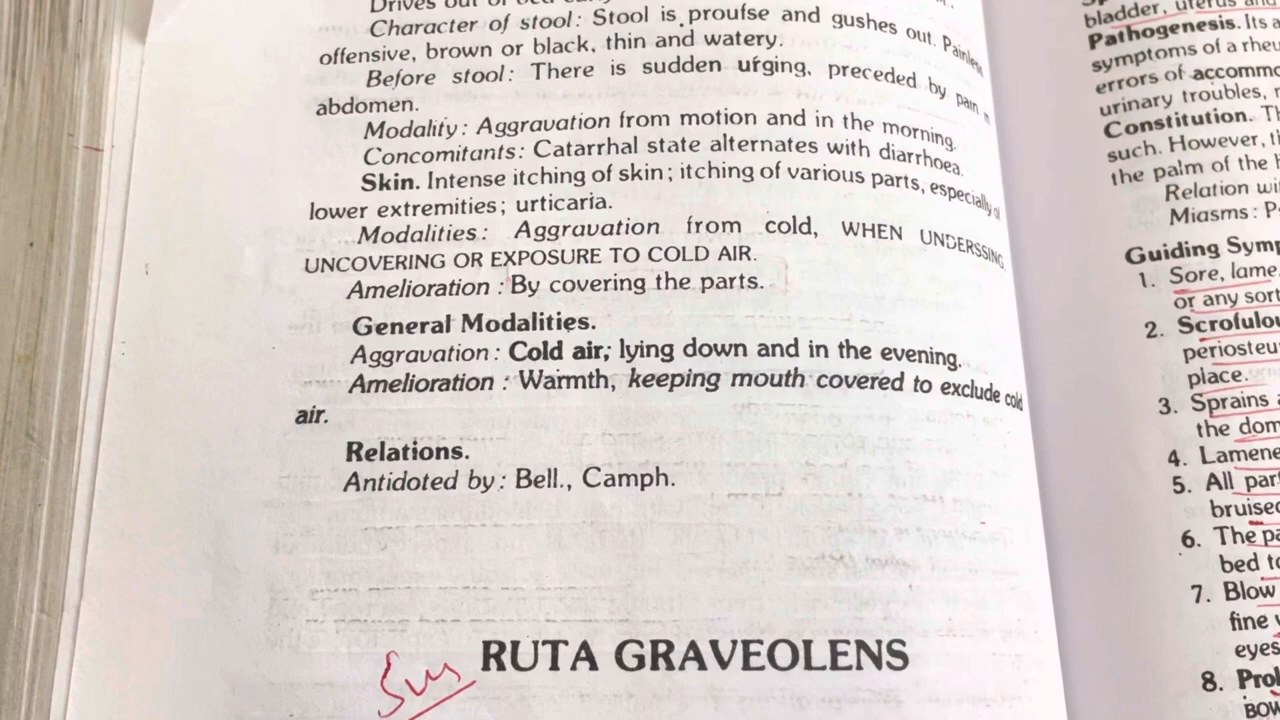 Drives out of bed
Character of stool: Stool is proufse and gushes out. Painless
offensive, brown or black, thin and watery.
Before stool: There is sudden urging, preceded by pain in
abdomen.
Modality: Aggravation from motion and in the morning.
Concomitants: Catarrhal state alternates with diarrhoea.
Skin. Intense itching of skin; itching of various parts, especially of
lower extremities; urticaria.
Modalities: Aggravation from cold, WHEN UNDERSSING
UNCOVERING OR EXPOSURE TO COLD AIR.
Amelioration : By covering the parts.
General Modalities.
Aggravation: Cold air; lying down and in the evening.
Amelioration : Warmth, keeping mouth covered to exclude cold
air.
Relations.
Antidoted by: Bell., Camph.
RUTA GRAVEOLENS
bladder, uterus and
Pathogenesis. Its a
symptoms of a rheu
errors of accommo
urinary troubles,
Constitution. Th
such. However, th
the palm of the h
Relation wi
Miasms: P
Guiding Symp
1. Sore, lame
or any sort
2. Scrofulou
periosteu
place.
3. Sprains a
the dom
4. Lamene
5. All part
bruised
6. The pa
bed to
7. Blow
fine
eyes
8. Prol
BOW